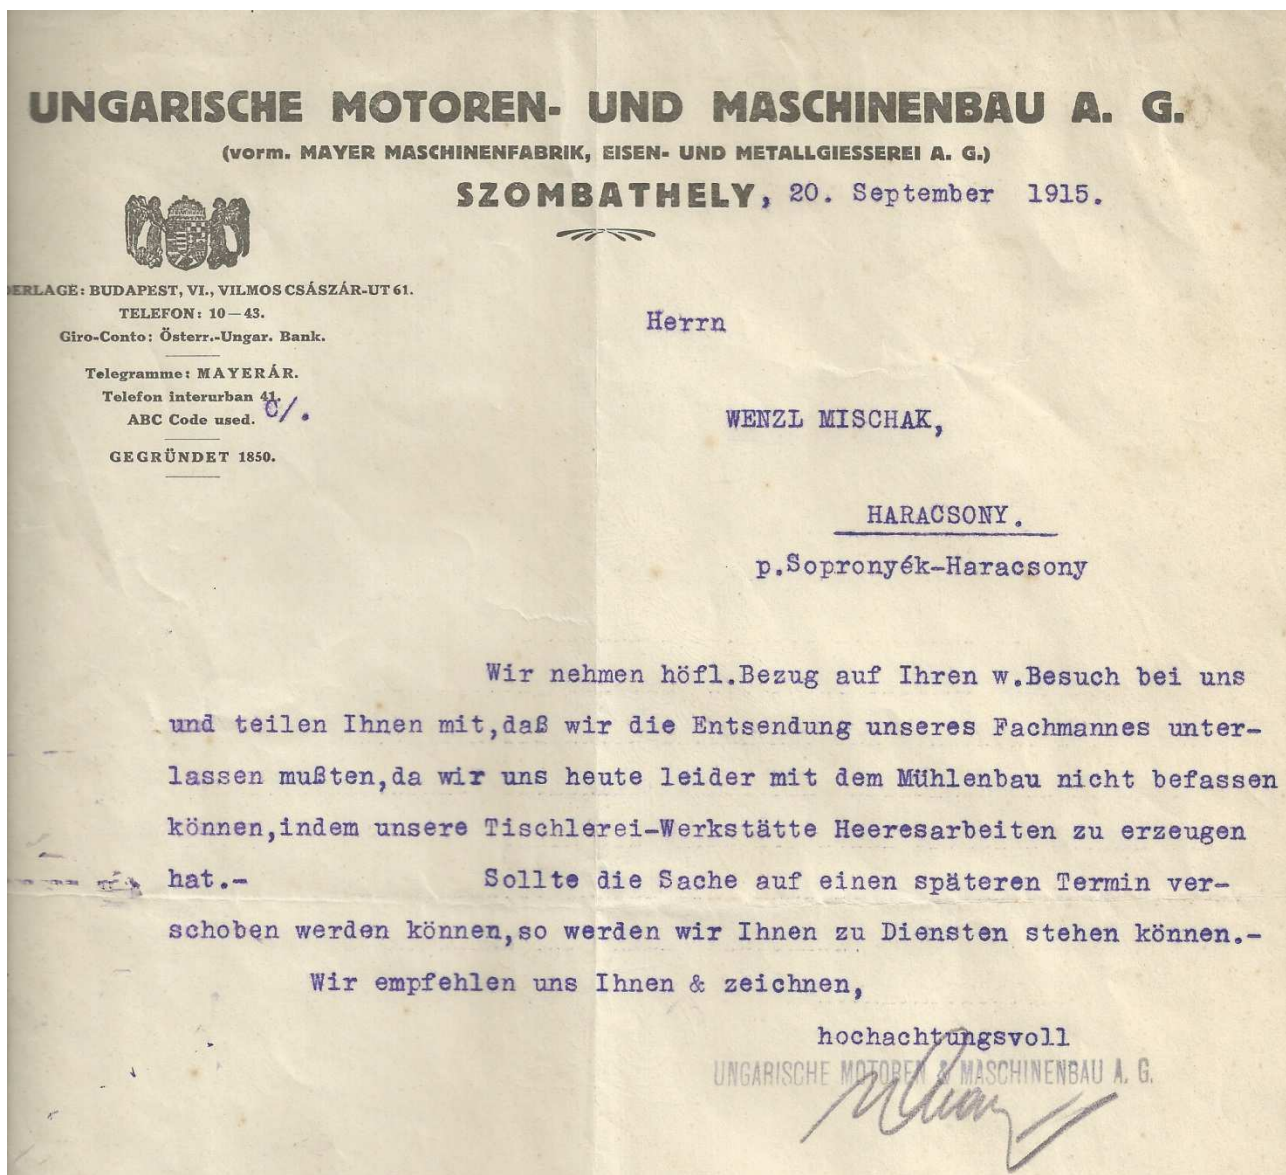 UNGARISCHE MOTOREN- UND MASCHINENBAU A. G.
(vorm. MAYER MASCHINENFABRIK, EISEN- UND METALLGIESSEREI A. G.)
SZOMBATHELY, 20. September 1915.
ERLAGE: BUDAPEST, VI., VILMOS CSÁSZÁR-UT 61.
TELEFON: 10—43.
Giro-Conto: Österr.-Ungar. Bank.
Telegramme: MAYERÁR.
Telefon interurban 41.
ABC Code used. C/.
GEGRÜNDET 1850.
Herrn
WENZL MISCHAK,
HARACSONY.
p.Sopronyék-Haracsony
Wir nehmen höfl.Bezug auf Ihren w.Besuch bei uns
und teilen Ihnen mit,daß wir die Entsendung unseres Fachmannes unter-
lassen mußten,da wir uns heute leider mit dem Mühlenbau nicht befassen
können,indem unsere Tischlerei-Werkstätte Heeresarbeiten zu erzeugen
hat.- Sollte die Sache auf einen späteren Termin ver-
schoben werden können,so werden wir Ihnen zu Diensten stehen können.-
Wir empfehlen uns Ihnen & zeichnen,
hochachtungsvoll
UNGARISCHE MOTOREN & MASCHINENBAU A. G.